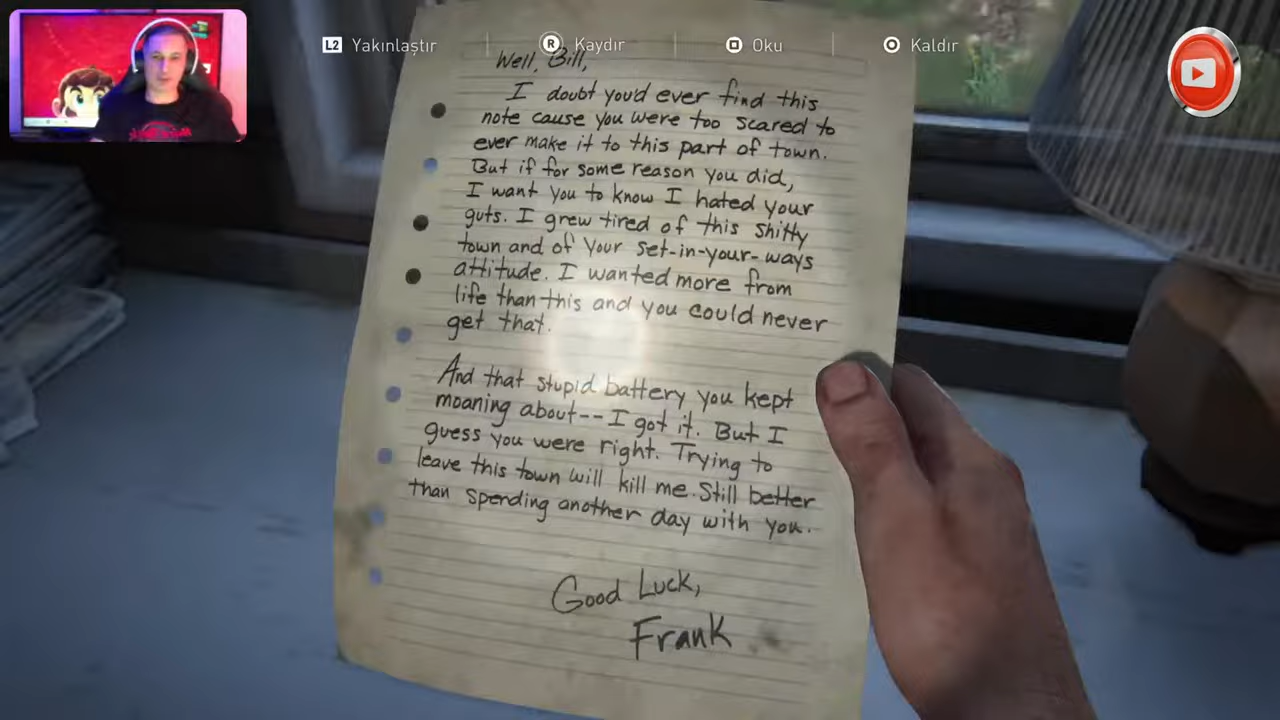 L2 Yakınlaştır
R Kaydır
Oku
Kaldır
Well, Bill,
I doubt you'd ever find this
note cause you were too scared to
ever make it to this part of town.
But if for some reason you did,
I want you to know I hated your
guts. I grew tired of this shitty
town and of your set-in-your-ways
attitude. I wanted more from
life than this and you could never
get that.
And that stupid battery you kept
moaning about-- I got it. But I
guess you were right. Trying to
leave this town will kill me. Still better
than spending another day with you.
Good Luck,
Frank